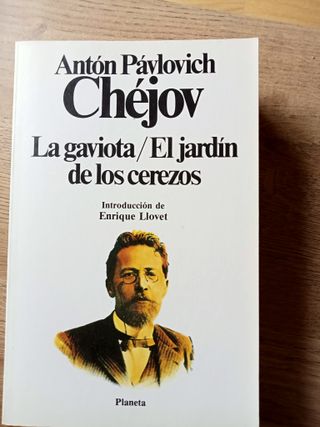 Antón Pávlovich
Chéjov
La gaviota/El jardín
de los cerezos
Introducción de
Enrique Llovet
Planeta